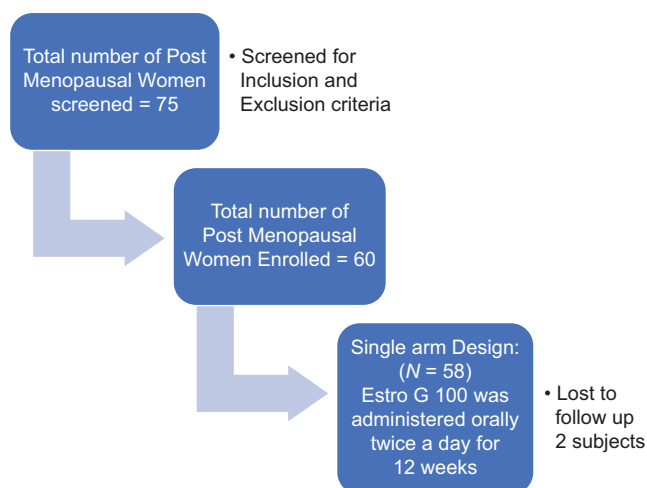 Total number of Post
Menopausal Women
screened = 75
• Screened for
Inclusion and
Exclusion criteria
Total number of
Post Menopausal
Women Enrolled = 60
Single arm Design:
(N = 58)
Estro G 100 was
administered orally
twice a day for
12 weeks
• Lost to
follow up
2 subjects